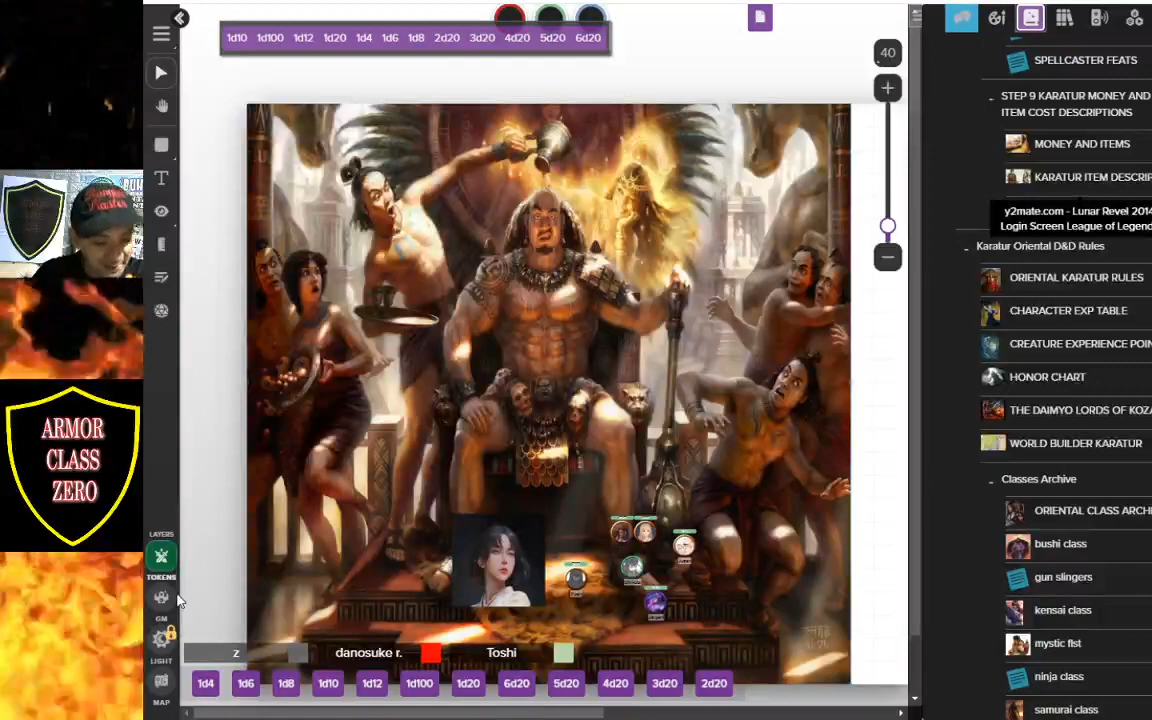 1d10 1d100 1d12 1d20 1d4 1d6 1d8 2d20 3d20 4d20 5d20 6d20
40
SPELLCASTER FEATS
STEP 9 KARATUR MONEY AND
ITEM COST DESCRIPTIONS
MONEY AND ITEMS
KARATUR ITEM DESCRIP
y2mate.com - Lunar Revel 2014
Login Screen League of Legend
Karatur Oriental D&D Rules
ORIENTAL KARATUR RULES
CHARACTER EXP TABLE
CREATURE EXPERIENCE POIN
HONOR CHART
THE DAIMYO LORDS OF KOZA
WORLD BUILDER KARATUR
Classes Archive
ORIENTAL CLASS ARCHI
bushi class
gun slingers
kensai class
mystic fist
ninja class
samurai class
ARMOR
CLASS
ZERO
LAYERS
TOKENS
GM
LIGHT
MAP
z danosuke r. Toshi
1d4 1d6 1d8 1d10 1d12 1d100 1d20 6d20 5d20 4d20 3d20 2d20